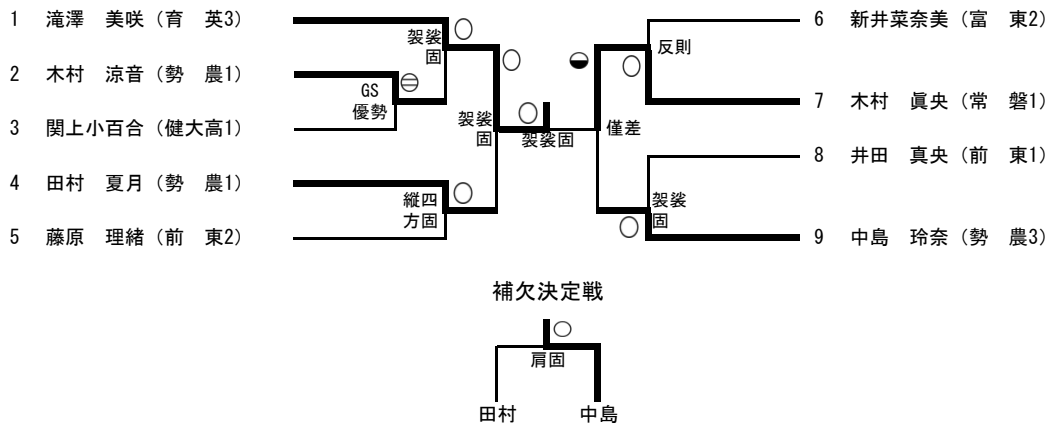 1 滝澤 美咲（育 英3）
2 木村 涼音（勢 農1）
3 関上小百合（健大高1）
4 田村 夏月（勢 農1）
5 藤原 理緒（前 東2）
袈裟
固
GS
優勢
縦四
方固
袈裟
固
袈裟固
僅差
反則
袈裟
固
6 新井菜奈美（富 東2）
7 木村 眞央（常 磐1）
8 井田 真央（前 東1）
9 中島 玲奈（勢 農3）
補欠決定戦
肩固
田村 中島